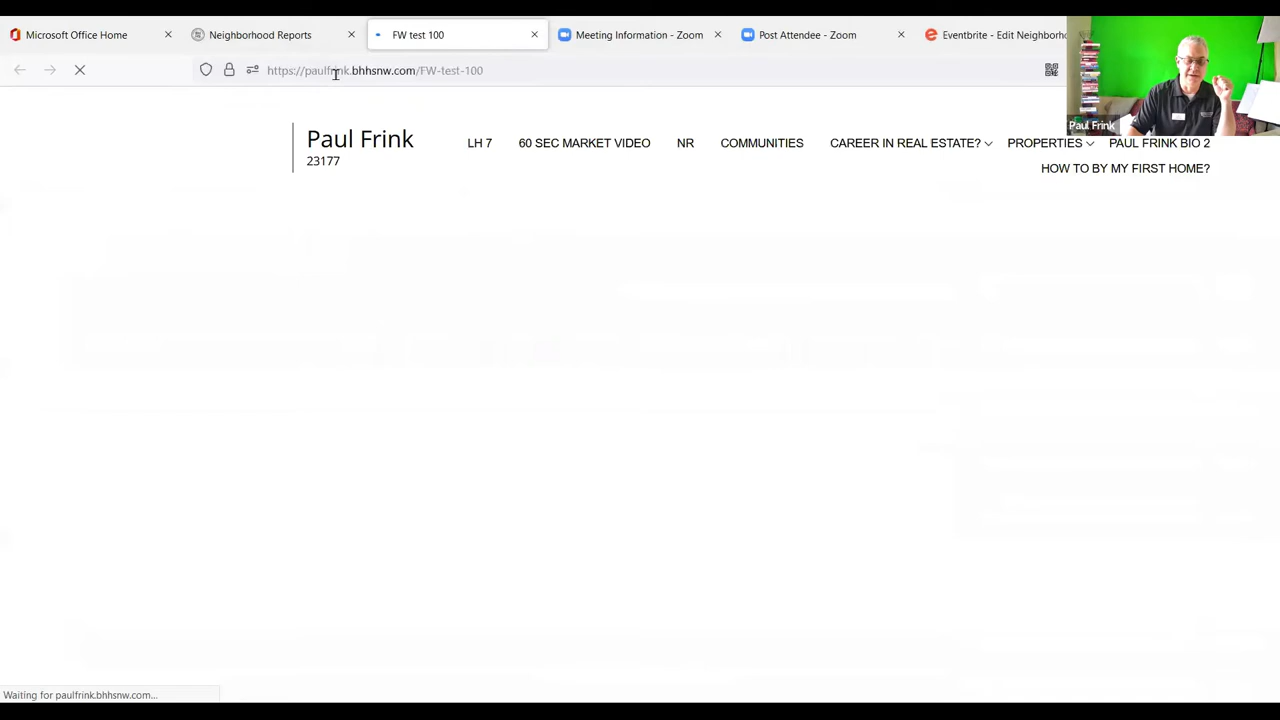 Microsoft Office Home
Neighborhood Reports
FW test 100
Meeting Information - Zoom
Post Attendee - Zoom
Eventbrite - Edit Neighborho
https://paulfrink.bhhsnw.com/FW-test-100
Paul Frink
Paul Frink
23177
LH 7
60 SEC MARKET VIDEO
NR
COMMUNITIES
CAREER IN REAL ESTATE?
PROPERTIES
PAUL FRINK BIO 2
HOW TO BY MY FIRST HOME?
Waiting for paulfrink.bhhsnw.com...